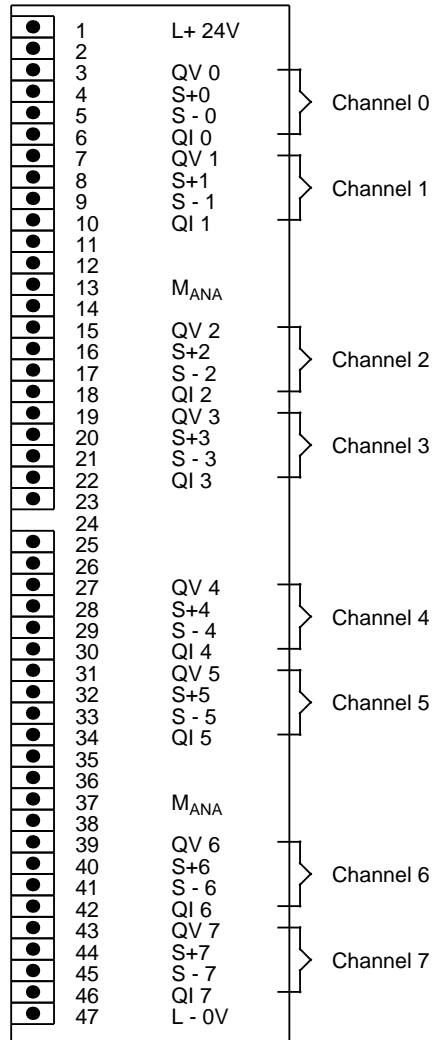 1 L+ 24V
2
3 QV 0
4 S+0 Channel 0
5 S - 0
6 QI 0
7 QV 1
8 S+1 Channel 1
9 S - 1
10 QI 1
11
12
13 MANA
14
15 QV 2
16 S+2 Channel 2
17 S - 2
18 QI 2
19 QV 3
20 S+3 Channel 3
21 S - 3
22 QI 3
23
24
25
26
27 QV 4
28 S+4 Channel 4
29 S - 4
30 QI 4
31 QV 5
32 S+5 Channel 5
33 S - 5
34 QI 5
35
36
37 MANA
38
39 QV 6
40 S+6 Channel 6
41 S - 6
42 QI 6
43 QV 7
44 S+7 Channel 7
45 S - 7
46 QI 7
47 L - 0V